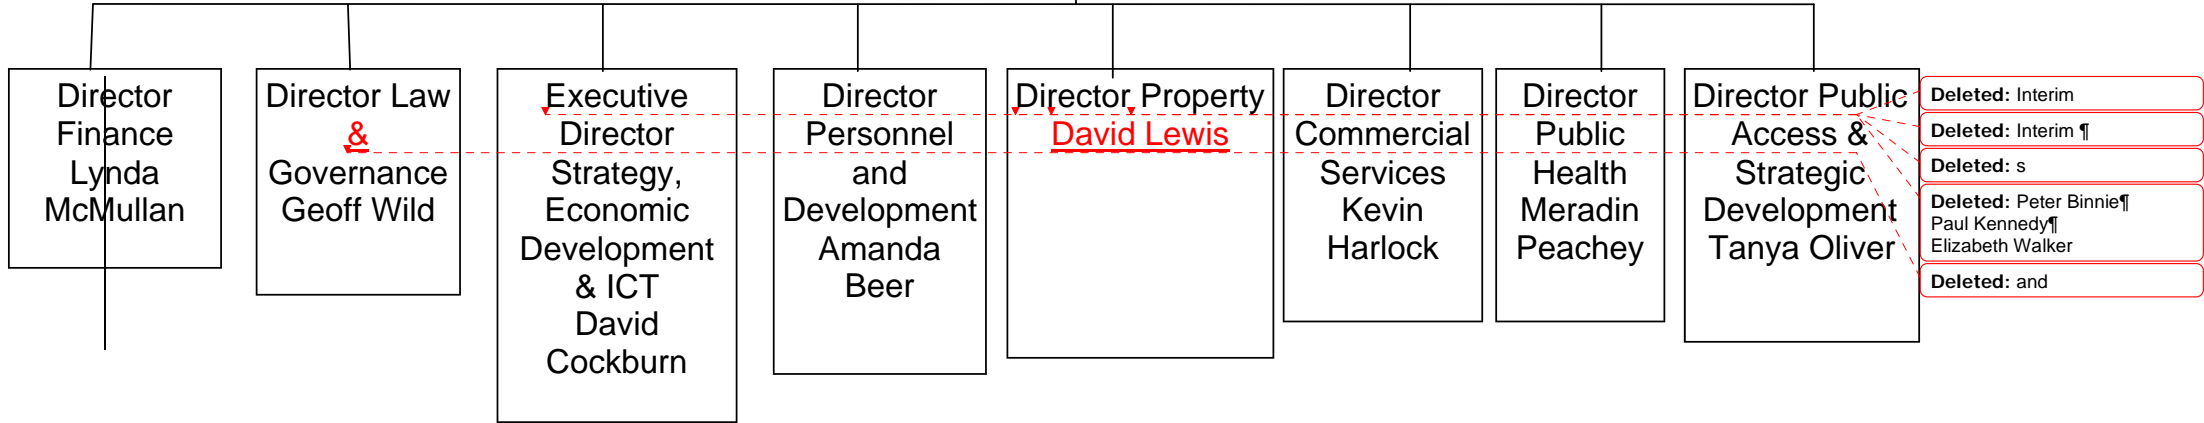 Director
Finance
Lynda
McMullan
Director Law
&
Governance
Geoff Wild
Executive
Director
Strategy,
Economic
Development
& ICT
David
Cockburn
Director
Personnel
and
Development
Amanda
Beer
Director Property
David Lewis
Director
Commercial
Services
Kevin
Harlock
Director
Public
Health
Meradin
Peachey
Director Public
Access &
Strategic
Development
Tanya Oliver
Deleted: Interim
Deleted: Interim ¶
Deleted: s
Deleted: Peter Binnie¶
Paul Kennedy¶
Elizabeth Walker
Deleted: and